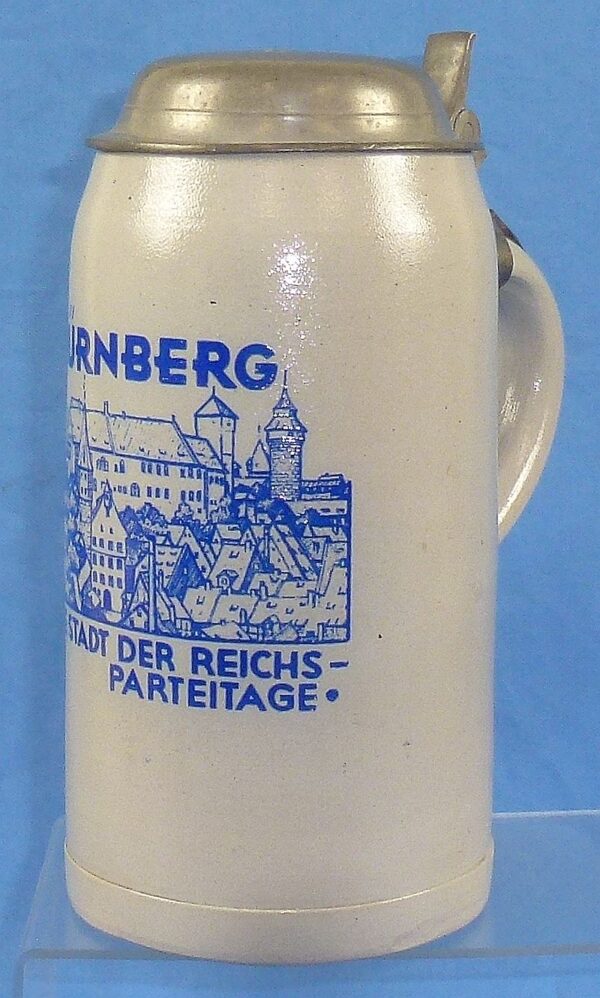 URNBERG
STADT DER REICHS-
PARTEITAGE •